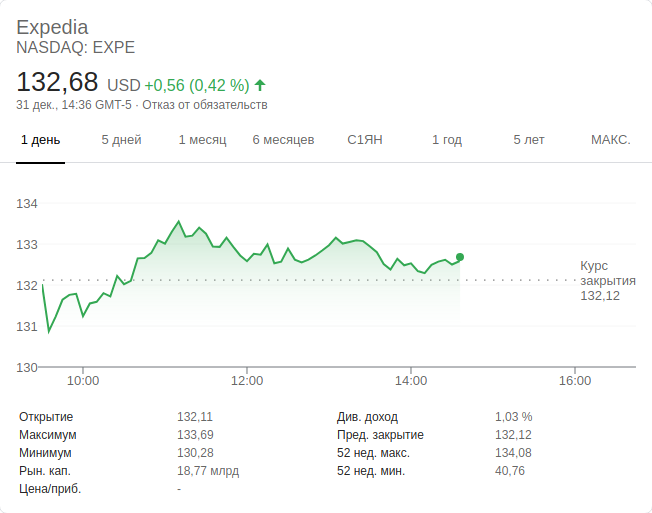 Expedia
NASDAQ: EXPE
132,68 USD +0,56 (0,42 %)
31 дек., 14:36 GMT-5 · Отказ от обязательств
1 день 5 дней 1 месяц 6 месяцев С1ЯН 1 год 5 лет МАКС.
134
133
132
131
130
Курс
закрытия
132,12
10:00 12:00 14:00 16:00
Открытие 132,11 Див. доход 1,03 %
Максимум 133,69 Пред. закрытие 132,12
Минимум 130,28 52 нед. макс. 134,08
Рын. кап. 18,77 млрд 52 нед. мин. 40,76
Цена/приб. -